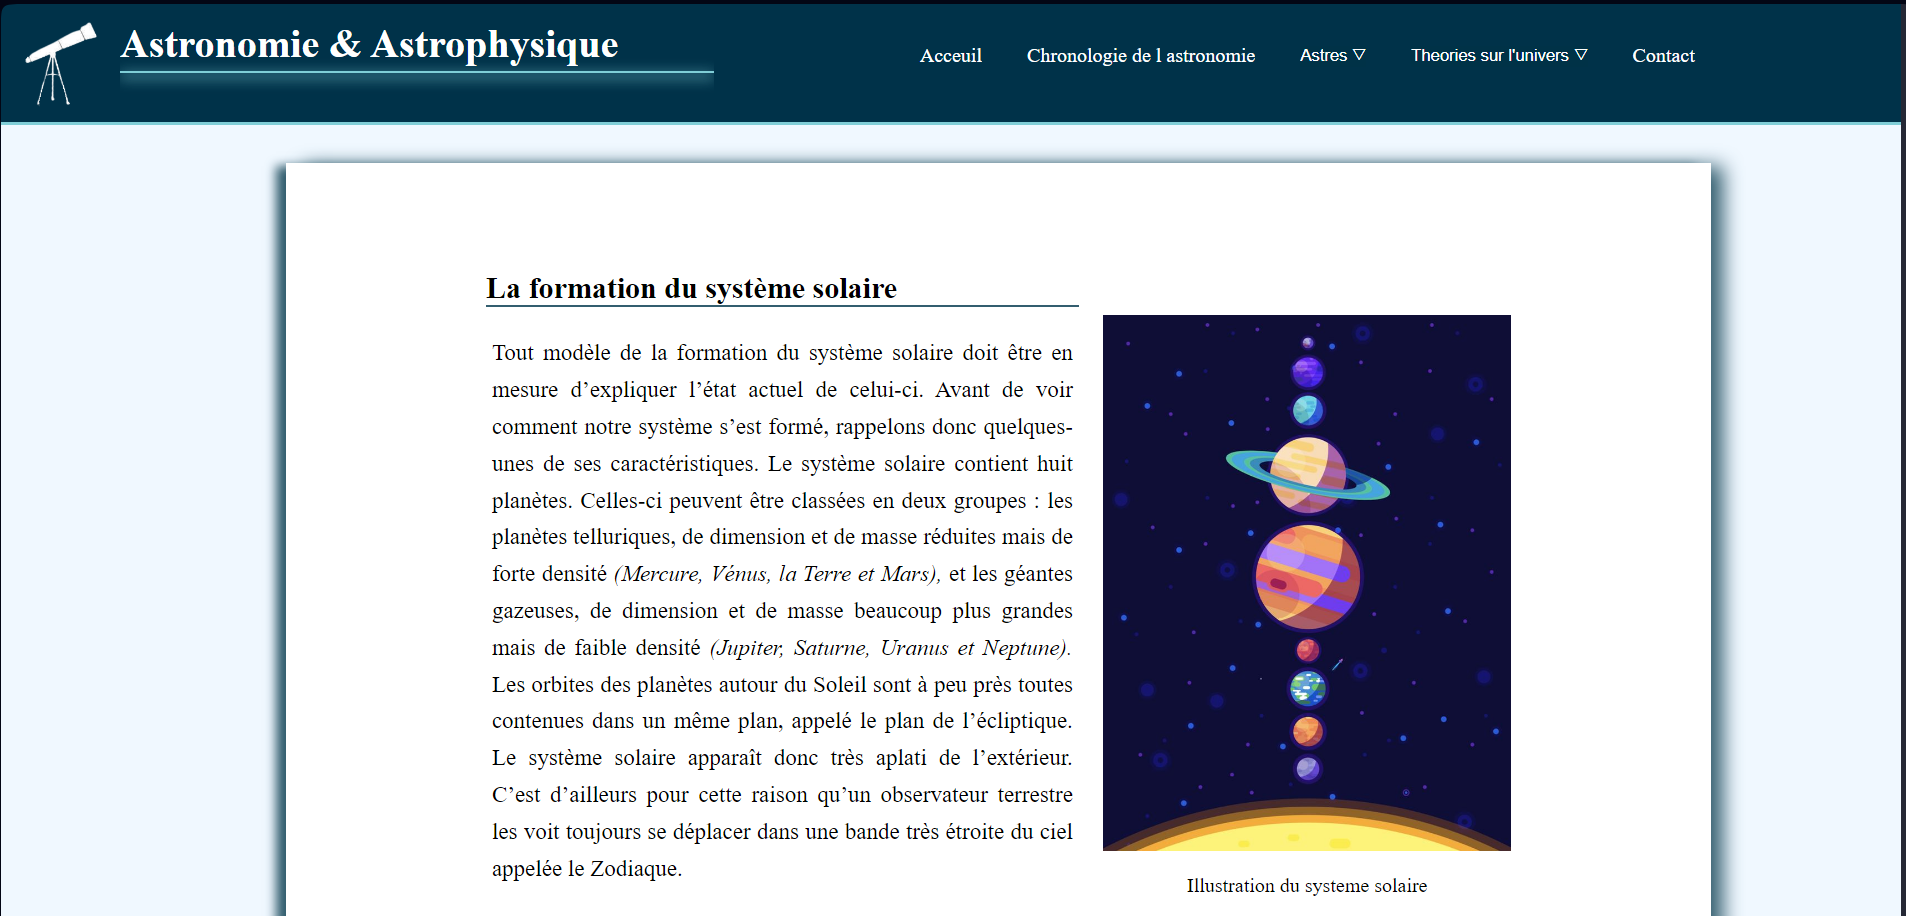 Astronomie & Astrophysique
Acceuil
Chronologie de l astronomie
Astres ▽
Theories sur l'univers ▽
Contact
La formation du système solaire
Tout modèle de la formation du système solaire doit être en
mesure d’expliquer l’état actuel de celui-ci. Avant de voir
comment notre système s’est formé, rappelons donc quelques-
unes de ses caractéristiques. Le système solaire contient huit
planètes. Celles-ci peuvent être classées en deux groupes : les
planètes telluriques, de dimension et de masse réduites mais de
forte densité (Mercure, Vénus, la Terre et Mars), et les géantes
gazeuses, de dimension et de masse beaucoup plus grandes
mais de faible densité (Jupiter, Saturne, Uranus et Neptune).
Les orbites des planètes autour du Soleil sont à peu près toutes
contenues dans un même plan, appelé le plan de l’écliptique.
Le système solaire apparaît donc très aplati de l’extérieur.
C’est d’ailleurs pour cette raison qu’un observateur terrestre
les voit toujours se déplacer dans une bande très étroite du ciel
appelée le Zodiaque.
Illustration du systeme solaire